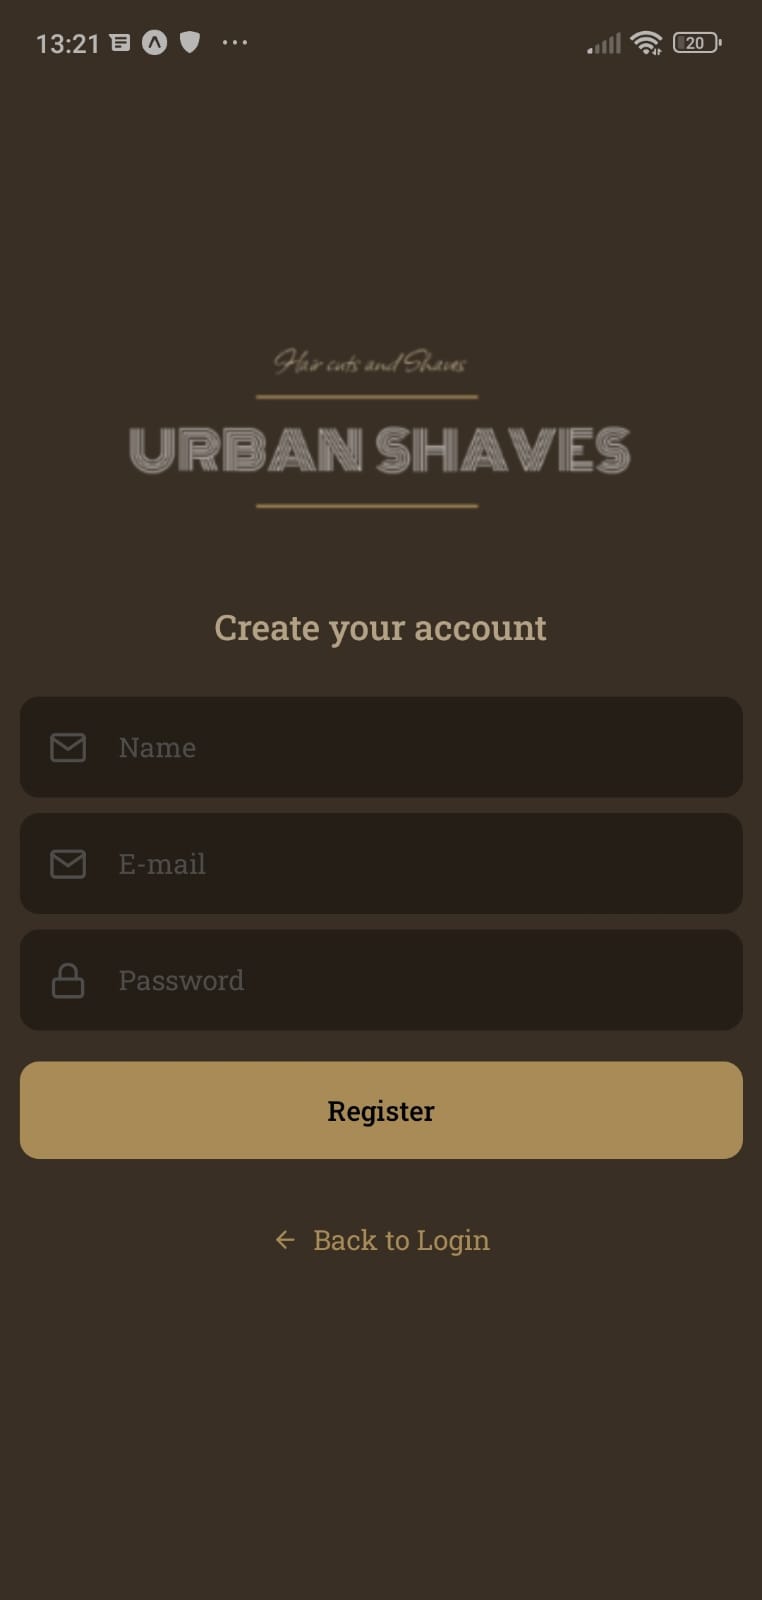 13:21
20
Hair cuts and Shaves
URBAN SHAVES
Create your account
Name
E-mail
Password
Register
← Back to Login